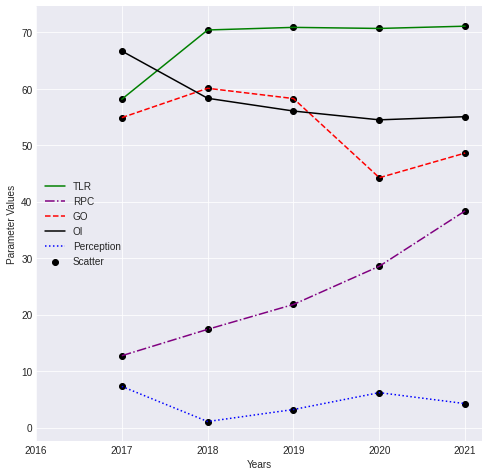 70
60
50
40
30
20
10
0
Parameter Values
TLR
RPC
GO
OI
Perception
Scatter
2016 2017 2018 2019 2020 2021
Years